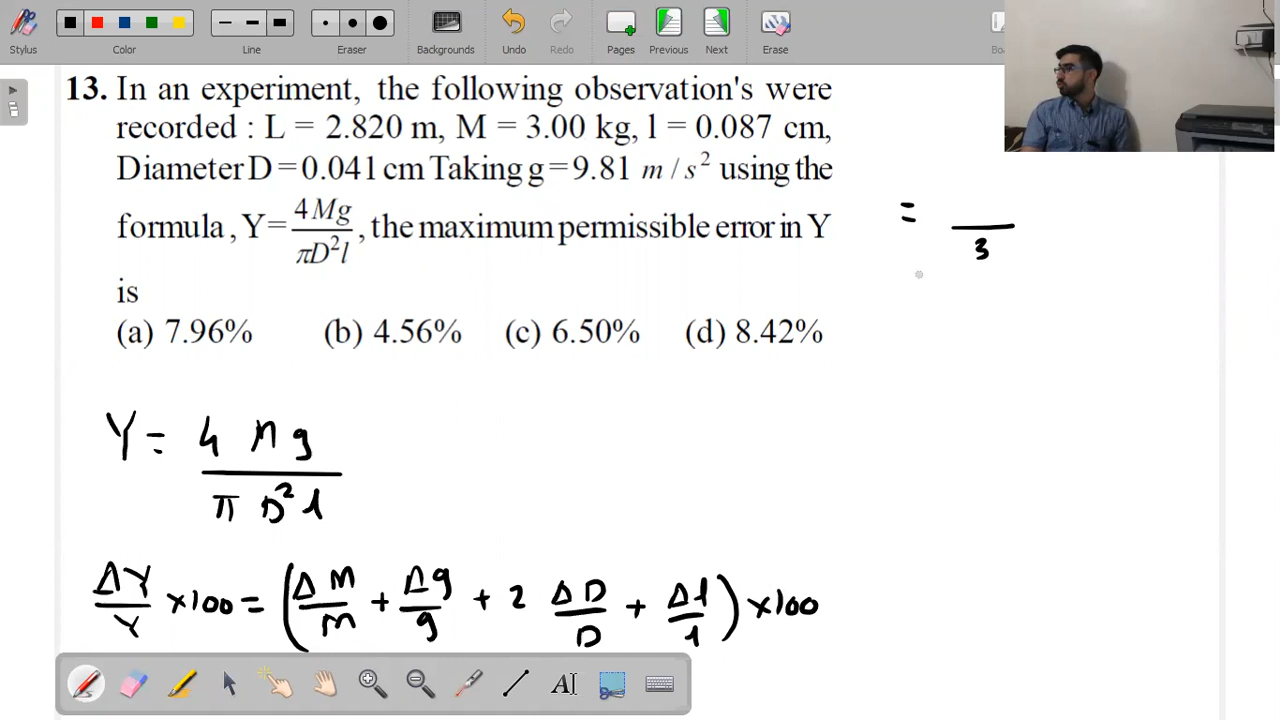 Stylus Color Line Eraser Backgrounds Undo Redo Pages Previous Next Erase
13. In an experiment, the following observation's were
recorded : L = 2.820 m, M = 3.00 kg, l = 0.087 cm,
Diameter D = 0.041 cm Taking g = 9.81 m / s² using the
formula , Y = 4Mg / πD²l , the maximum permissible error in Y
is
(a) 7.96% (b) 4.56% (c) 6.50% (d) 8.42%
= — 3
Y = 4 M g / π D² l
ΔY/Y ×100 = (ΔM/M + Δg/g + 2 ΔD/D + Δl/l) ×100